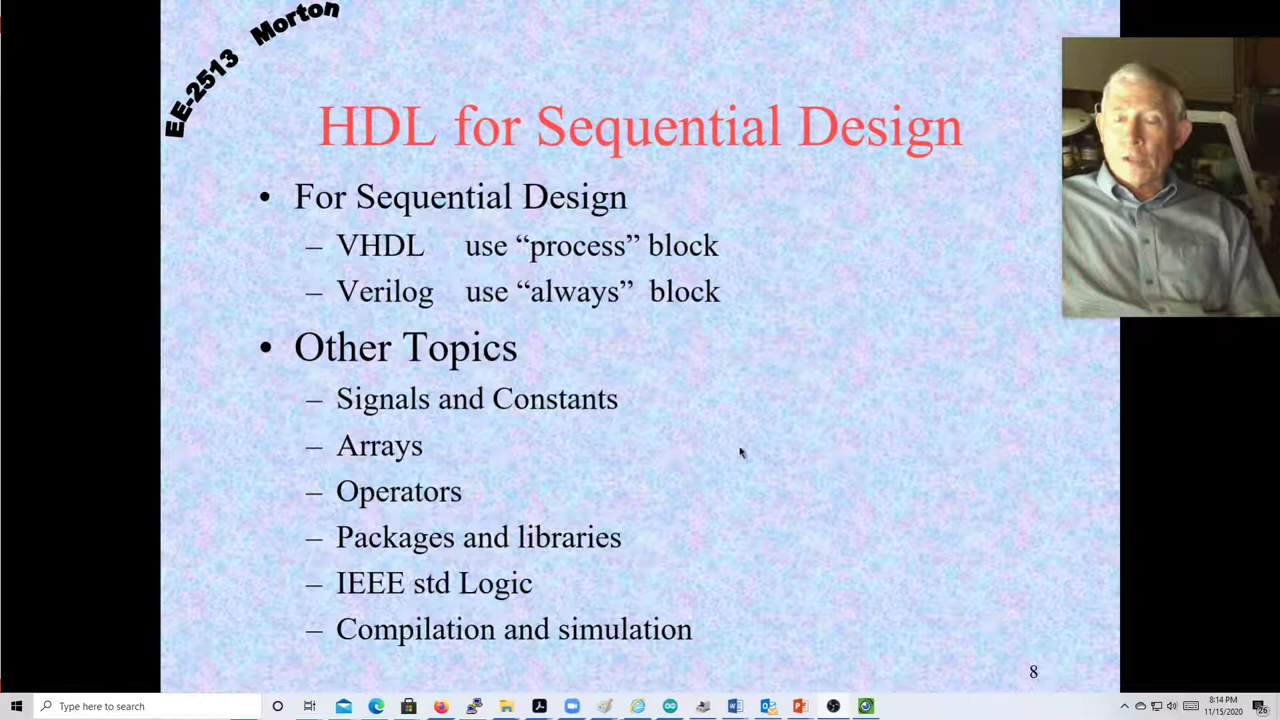 EE-2513 Morton
HDL for Sequential Design
• For Sequential Design
– VHDL use “process” block
– Verilog use “always” block
• Other Topics
– Signals and Constants
– Arrays
– Operators
– Packages and libraries
– IEEE std Logic
– Compilation and simulation
8
Type here to search
8:14 PM
11/15/2020
26